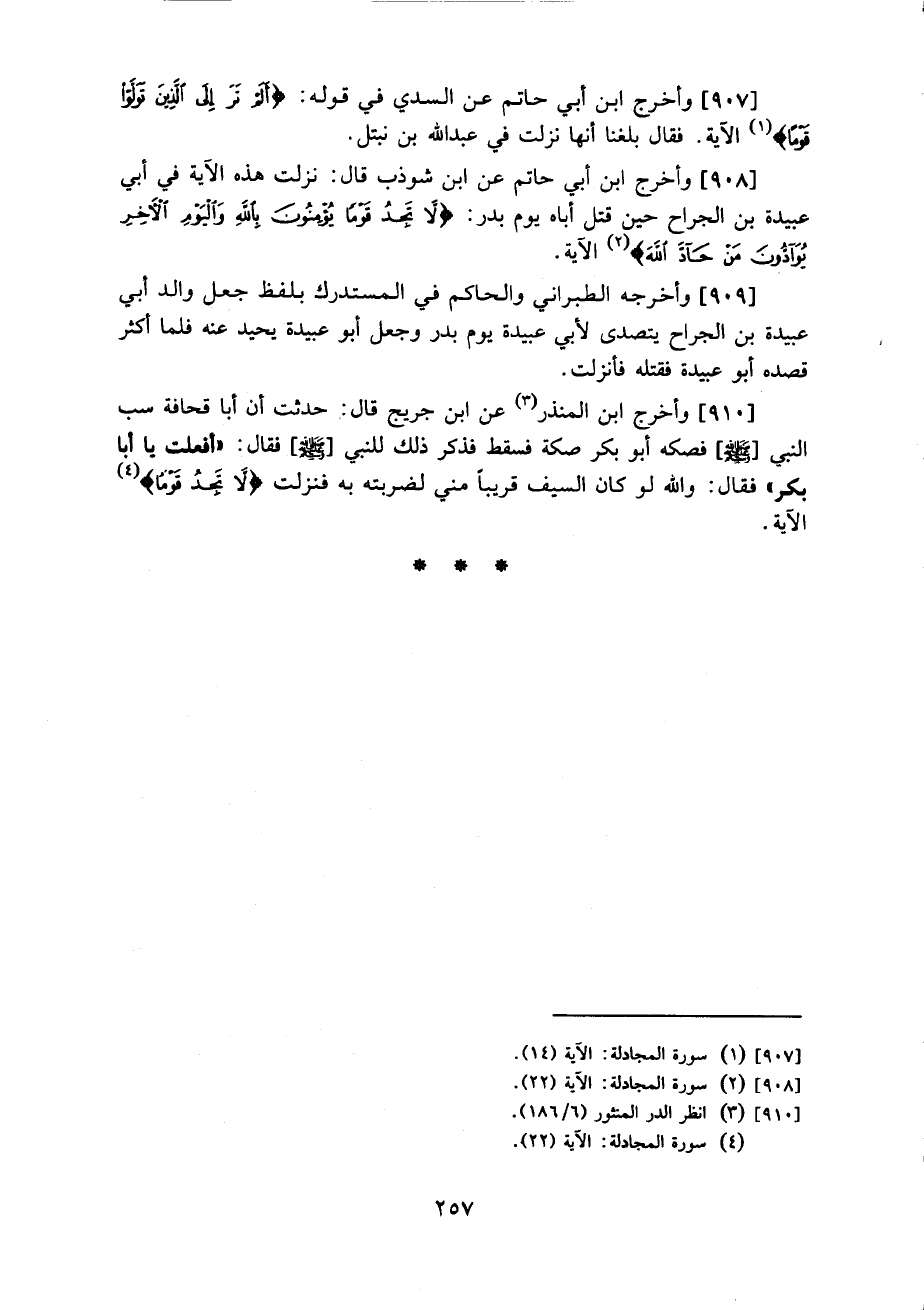 [٩٠٧] وأخرج ابن أبي حاتم عن السدي في قوله: ﴿أَلَمْ تَرَ إِلَى ٱلَّذِينَ تَوَلَّوْا۟
قَوْمًا﴾(١) الآية. فقال بلغنا أنها نزلت في عبدالله بن نبتل.
[٩٠٨] وأخرج ابن أبي حاتم عن ابن شوذب قال: نزلت هذه الآية في أبي
عبيدة بن الجراح حين قتل أباه يوم بدر: ﴿لَّا تَجِدُ قَوْمًا يُؤْمِنُونَ بِٱللَّهِ وَٱلْيَوْمِ ٱلْآخِرِ
يُوَآدُّونَ مَنْ حَآدَّ ٱللَّهَ﴾(٢) الآية.
[٩٠٩] وأخرجه الطبراني والحاكم في المستدرك بلفظ جعل والد أبي
عبيدة بن الجراح يتصدى لأبي عبيدة يوم بدر وجعل أبو عبيدة يحيد عنه فلما أكثر
قصده أبو عبيدة فقتله فأنزلت.
[٩١٠] وأخرج ابن المنذر(٣) عن ابن جريج قال: حدثت أن أبا قحافة سب
النبي [ﷺ] فصكه أبو بكر صكة فسقط فذكر ذلك للنبي [ﷺ] فقال: «أفعلت يا أبا
بكر» فقال: والله لو كان السيف قريباً مني لضربته به فنزلت ﴿لَّا تَجِدُ قَوْمًا﴾(٤)
الآية.
* * *
[٩٠٧] (١) سورة المجادلة: الآية (١٤).
[٩٠٨] (٢) سورة المجادلة: الآية (٢٢).
[٩١٠] (٣) انظر الدر المنثور (٦/ ١٨٦).
(٤) سورة المجادلة: الآية (٢٢).
٢٥٧